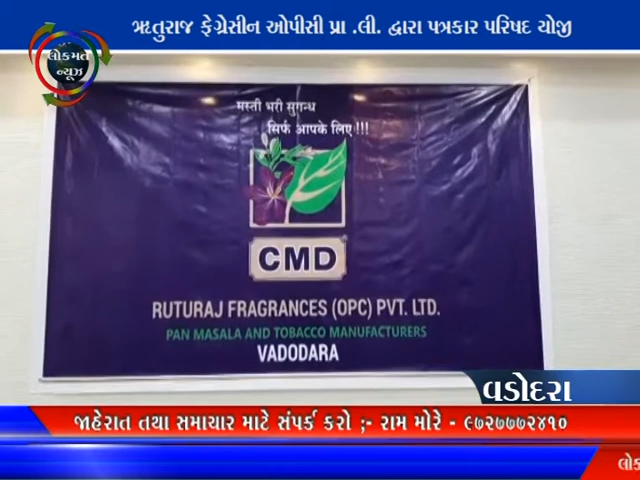 ઋતુરાજ ફેગ્રેસીન ઓપીસી પ્રા .લી. દ્વારા પત્રકાર પરિષદ યોજી
લોકમત
ન્યૂઝ
मस्ती भरी सुगन्ध
सिर्फ आपके लिए !!!
CMD
RUTURAJ FRAGRANCES (OPC) PVT. LTD.
PAN MASALA AND TOBACCO MANUFACTURERS
VADODARA
વડોદરા
જાહેરાત તથા સમાચાર માટે સંપર્ક કરો ;- રામ મોરે - ૯૭૨૭૭૭૨૪૧૦
લોક